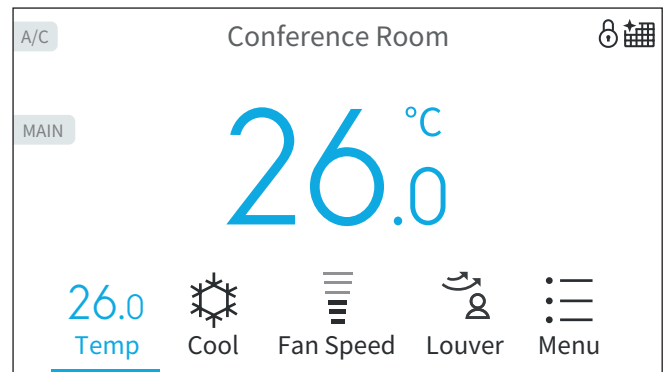 A/C
Conference Room
MAIN
26.0 °C
26.0
Temp
Cool
Fan Speed
Louver
Menu